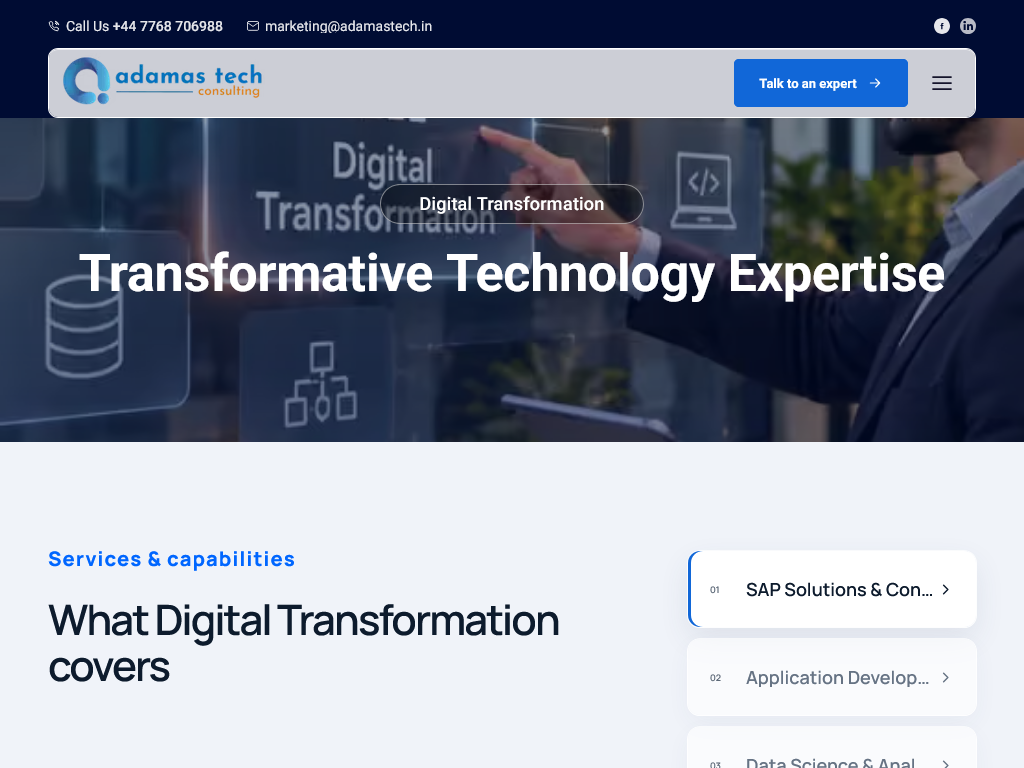 Call Us +44 7768 706988
marketing@adamastech.in
adamas tech
consulting
Talk to an expert
Digital
Transformation
Digital Transformation
Transformative Technology Expertise
Services & capabilities
What Digital Transformation
covers
01 SAP Solutions & Con...
02 Application Develop...
03 Data Science & Anal...